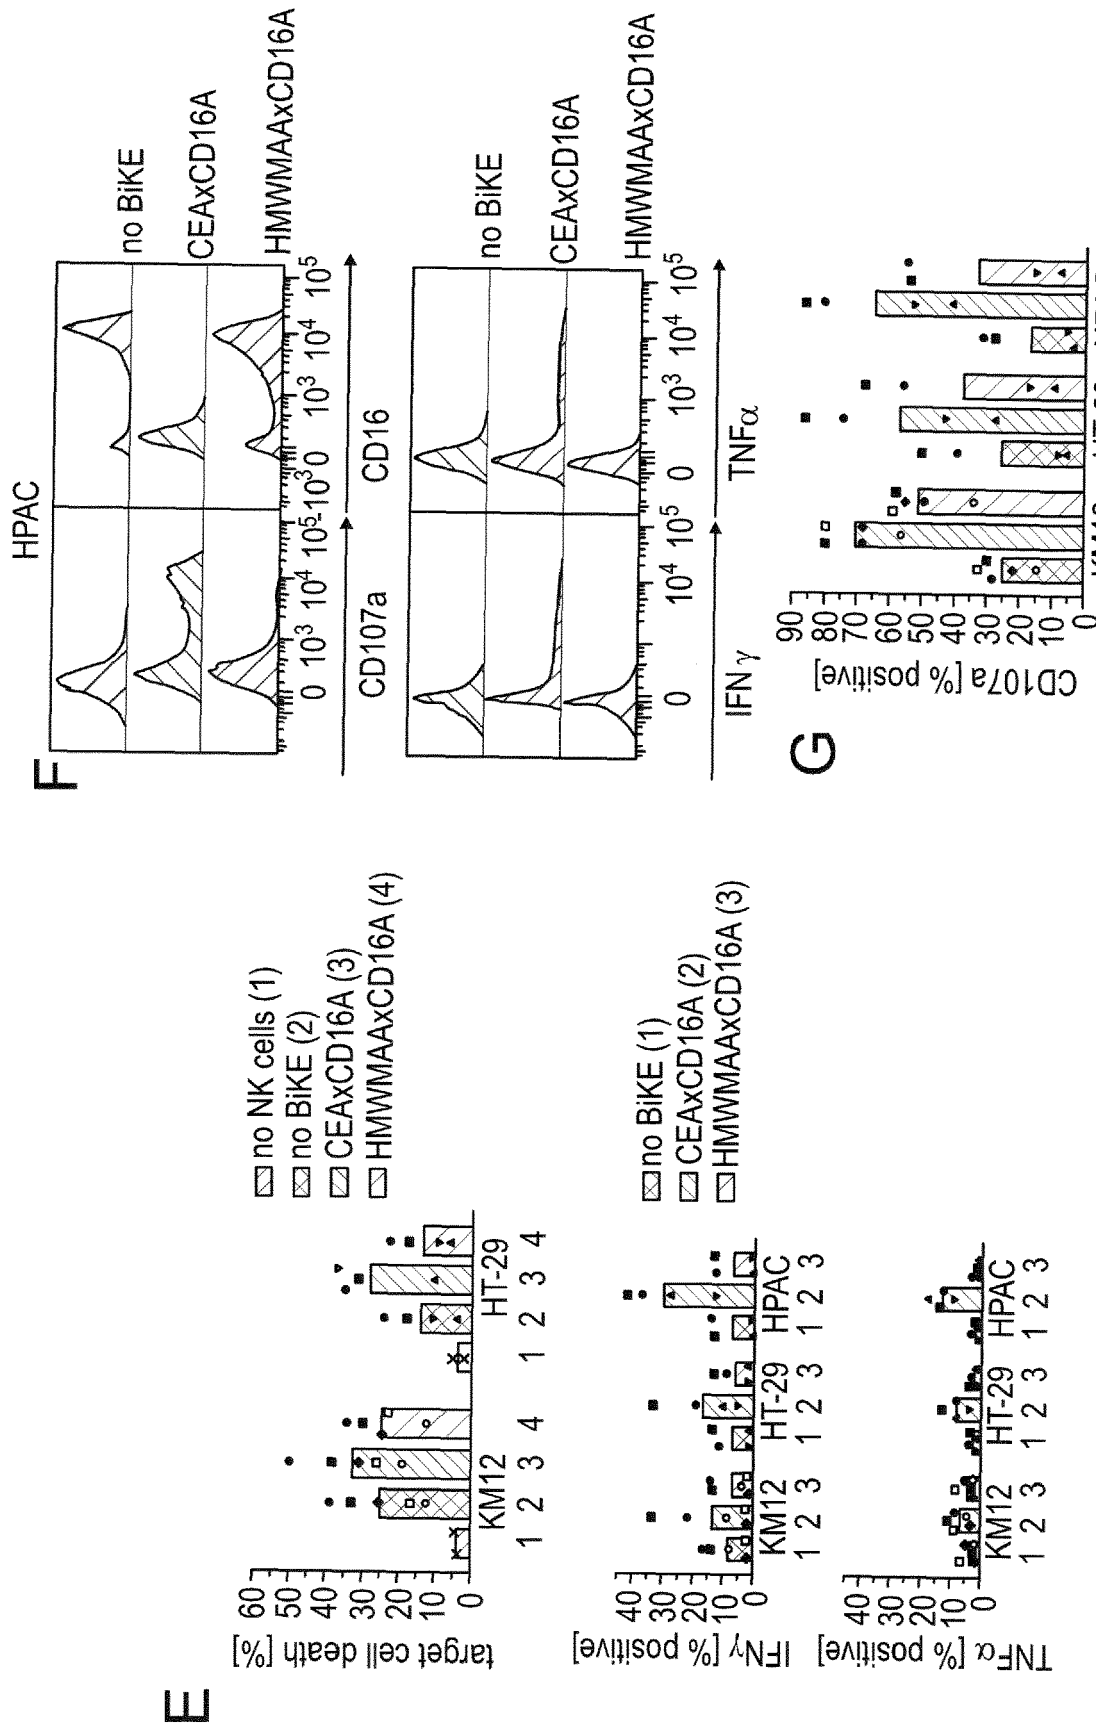 E
target cell death [%]
60
50
40
30
20
10
0
1 2 3 4 1 2 3 4
KM12 HT-29
no NK cells (1)
no BiKE (2)
CEAxCD16A (3)
HMWMAAxCD16A (4)
IFNγ [% positive]
40
30
20
10
0
KM12 HT-29 HPAC
1 2 3 1 2 3 1 2 3
no BiKE (1)
CEAxCD16A (2)
HMWMAAxCD16A (3)
TNFα [% positive]
40
30
20
10
0
KM12 HT-29 HPAC
1 2 3 1 2 3 1 2 3
F
HPAC
no BiKE
CEAxCD16A
HMWMAAxCD16A
0 10³ 10⁴ 10⁵ -10³ 0 10³ 10⁴ 10⁵
CD107a CD16
no BiKE
CEAxCD16A
HMWMAAxCD16A
0 10⁴ 10⁵ 0 10³ 10⁴ 10⁵
IFNγ TNFα
G
CD107a [% positive]
90
80
70
60
50
40
30
20
10
0